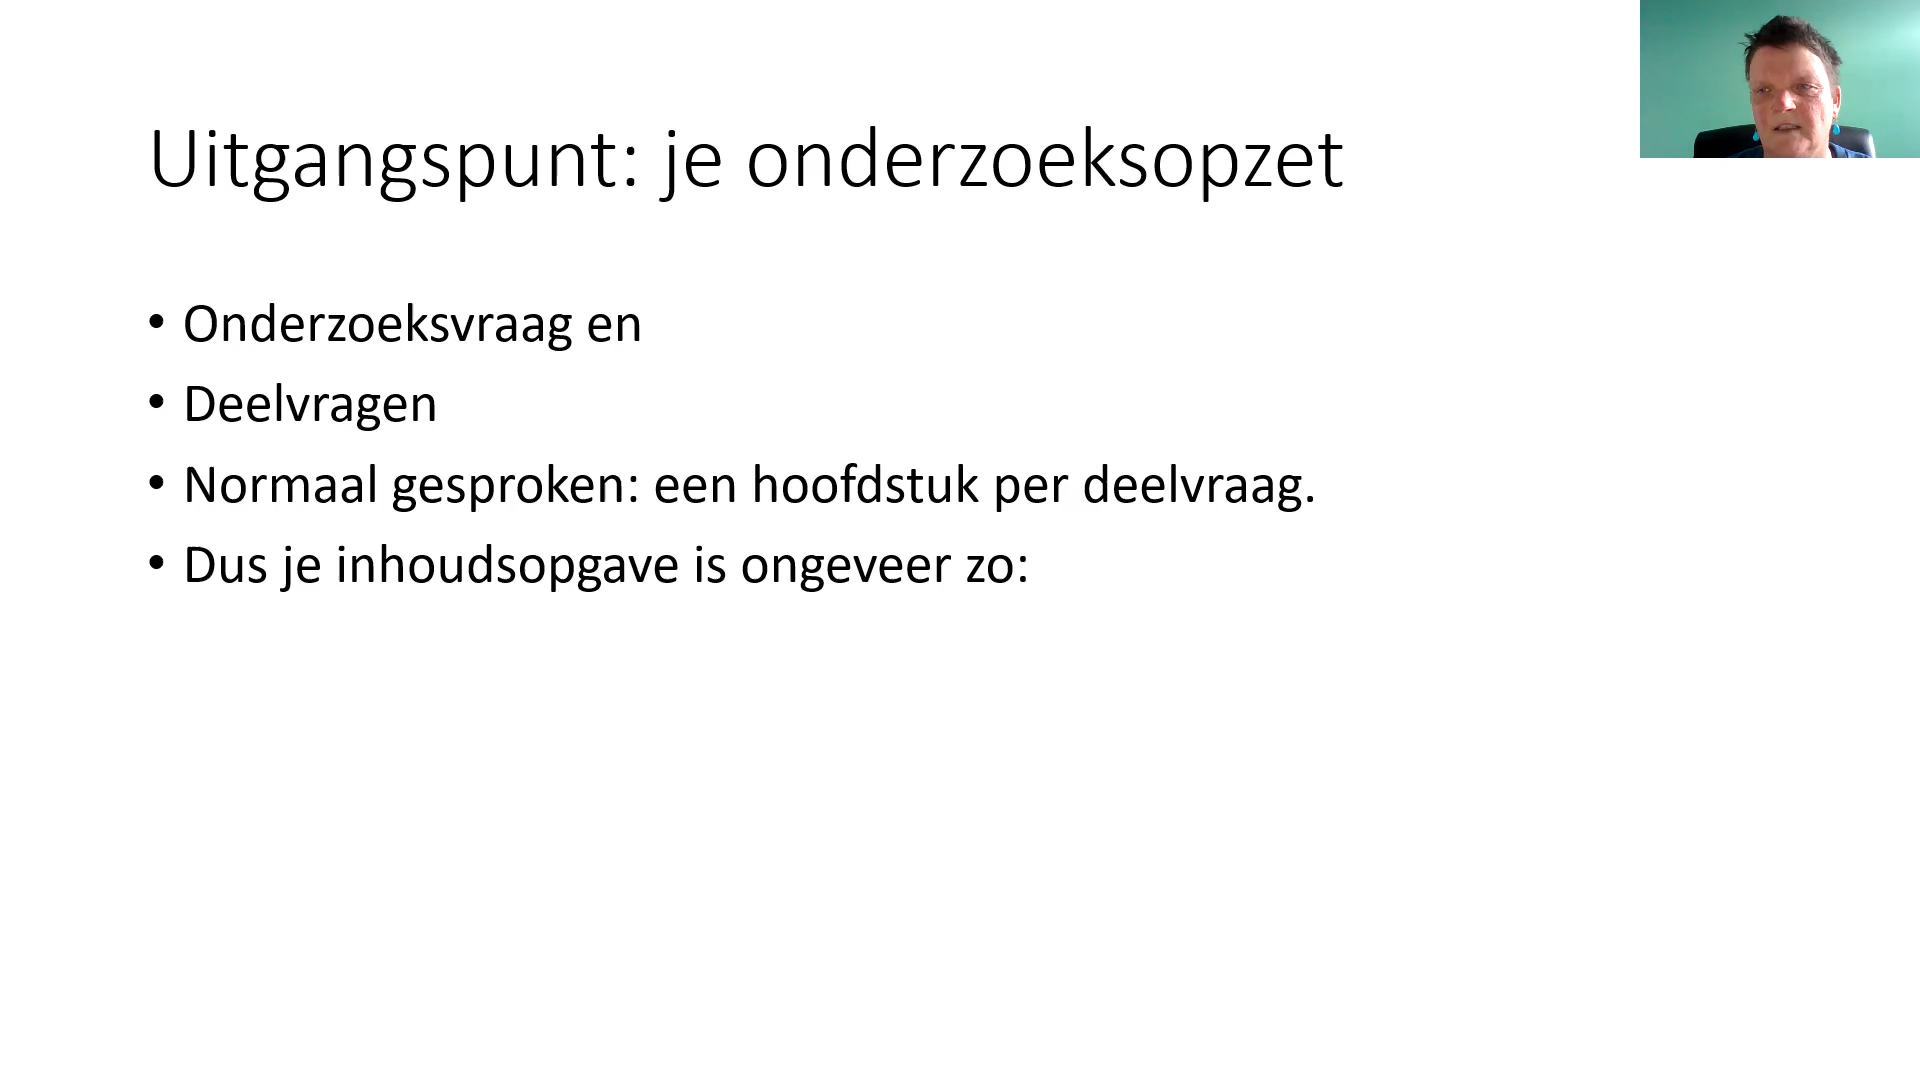 Uitgangspunt: je onderzoeksopzet
• Onderzoeksvraag en
• Deelvragen
• Normaal gesproken: een hoofdstuk per deelvraag.
• Dus je inhoudsopgave is ongeveer zo: